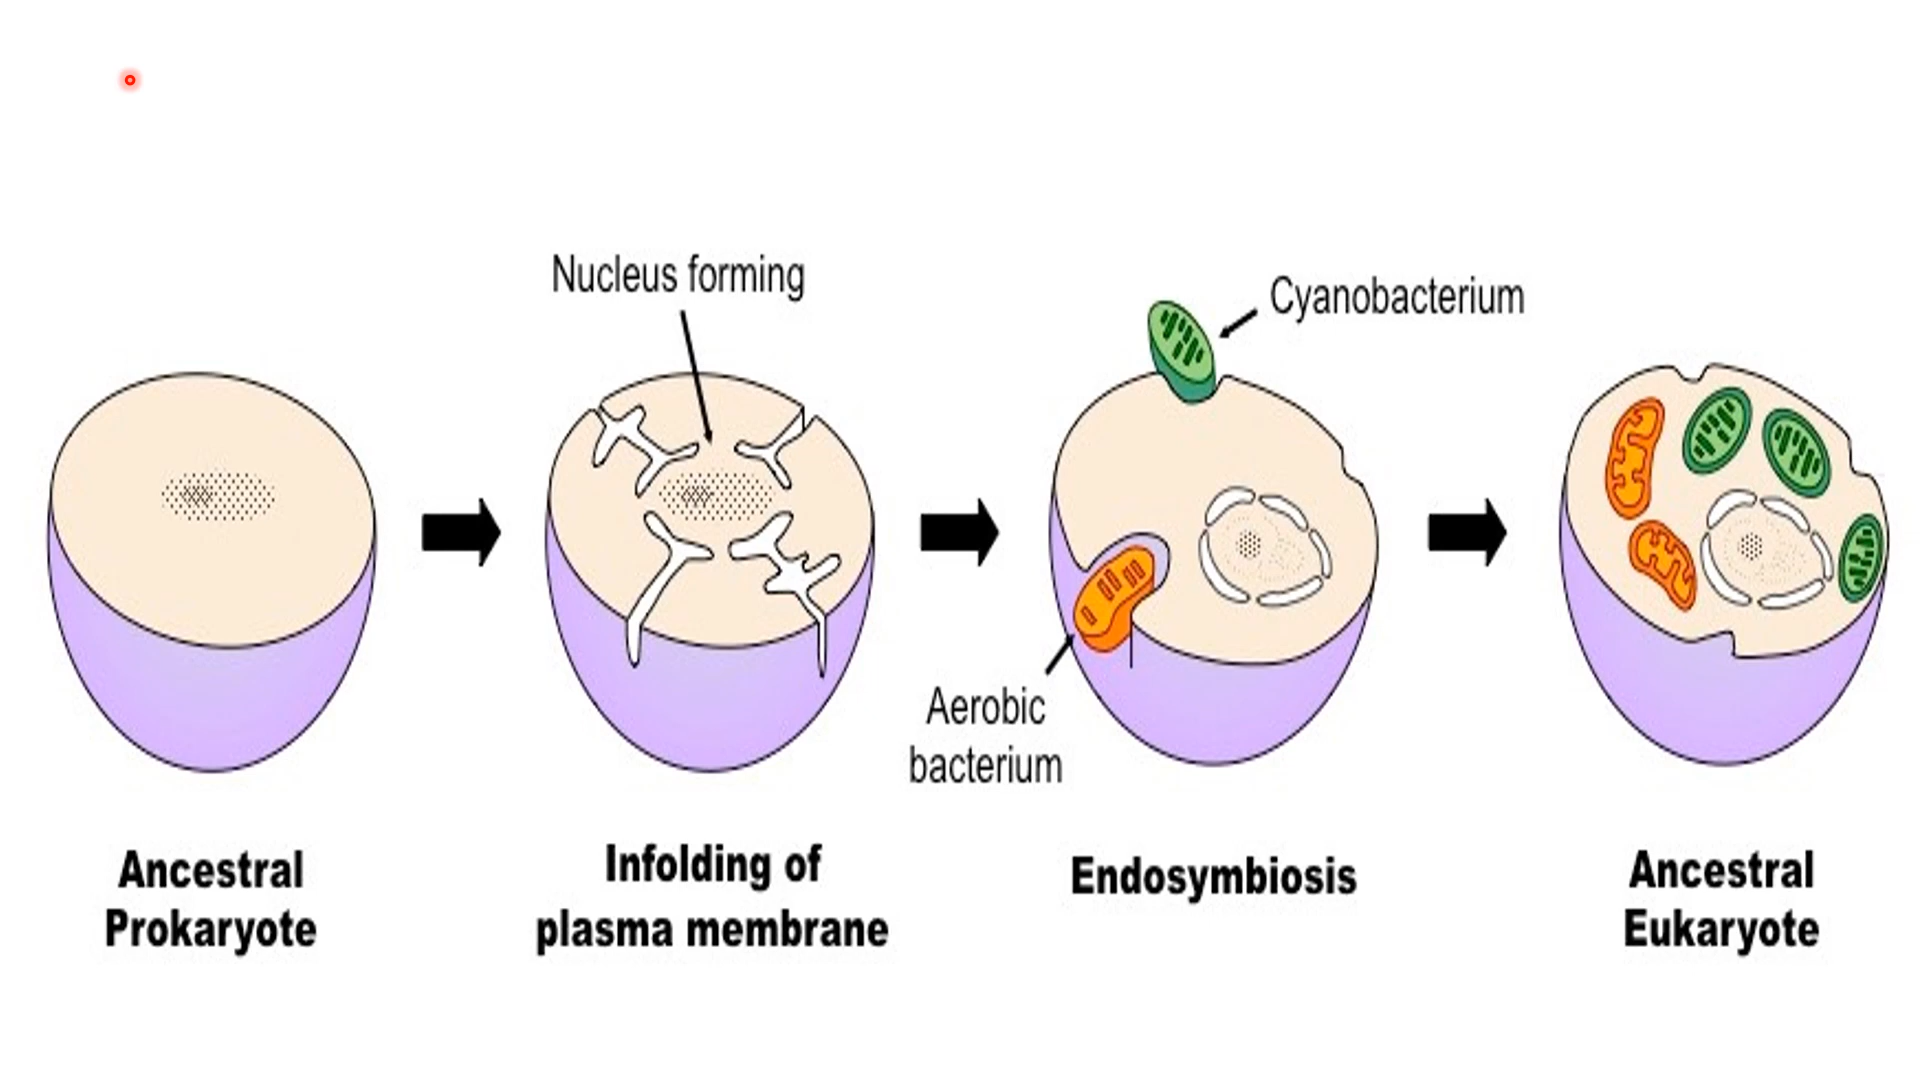 Nucleus forming
Cyanobacterium
Aerobic
bacterium
Ancestral
Prokaryote
Infolding of
plasma membrane
Endosymbiosis
Ancestral
Eukaryote